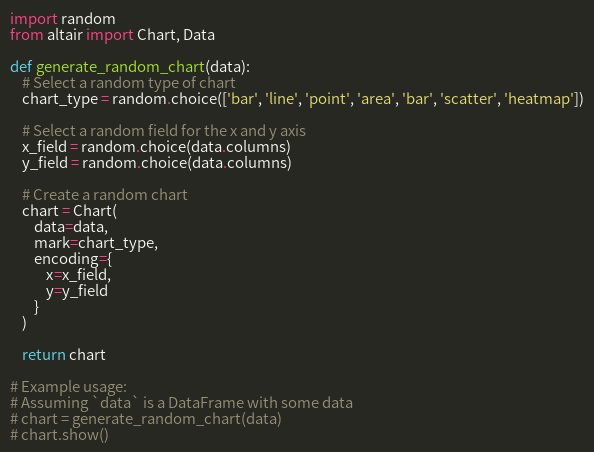 import random
from altair import Chart, Data

def generate_random_chart(data):
    # Select a random type of chart
    chart_type = random.choice(['bar', 'line', 'point', 'area', 'bar', 'scatter', 'heatmap'])

    # Select a random field for the x and y axis
    x_field = random.choice(data.columns)
    y_field = random.choice(data.columns)

    # Create a random chart
    chart = Chart(
        data=data,
        mark=chart_type,
        encoding={
            x=x_field,
            y=y_field
        }
    )

    return chart

# Example usage:
# Assuming `data` is a DataFrame with some data
# chart = generate_random_chart(data)
# chart.show()